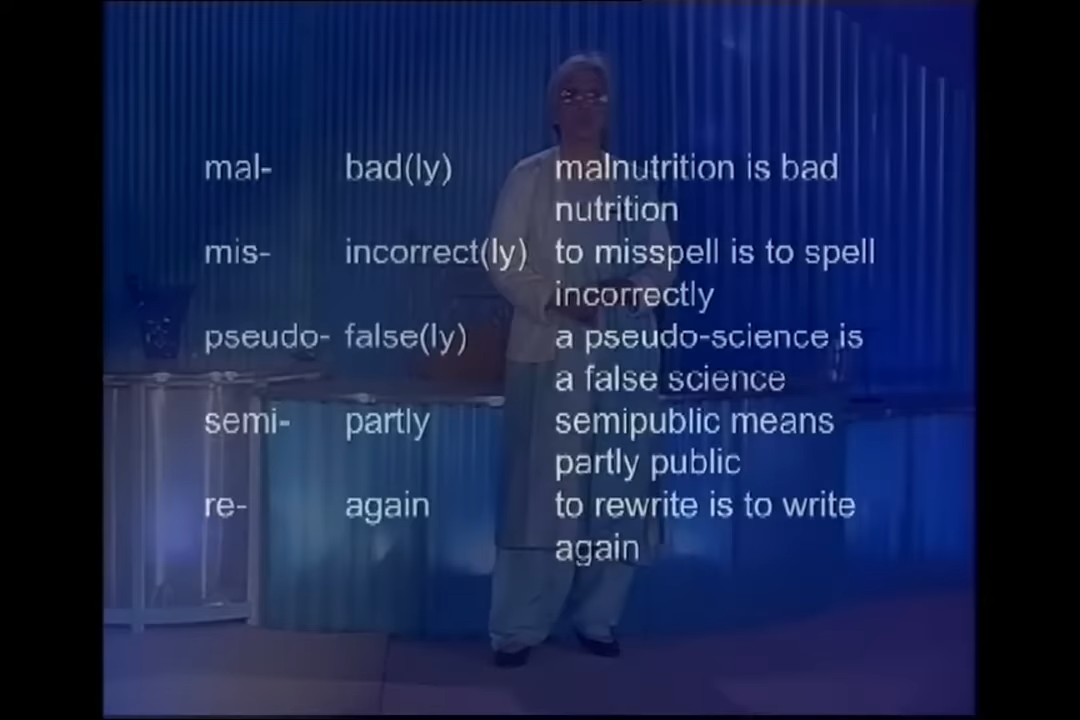 mal- bad(ly) malnutrition is bad
nutrition
mis- incorrect(ly) to misspell is to spell
incorrectly
pseudo- false(ly) a pseudo-science is
a false science
semi- partly semipublic means
partly public
re- again to rewrite is to write
again